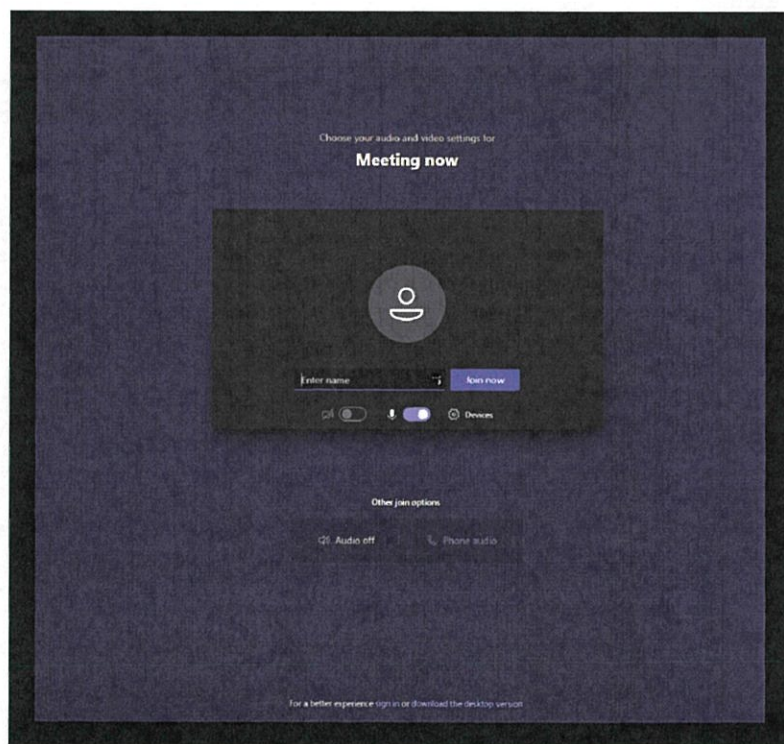 Choose your audio and video settings for
Meeting now
Enter name
Join now
Devices
Other join options
Audio off
Phone audio
For a better experience sign in or download the desktop version